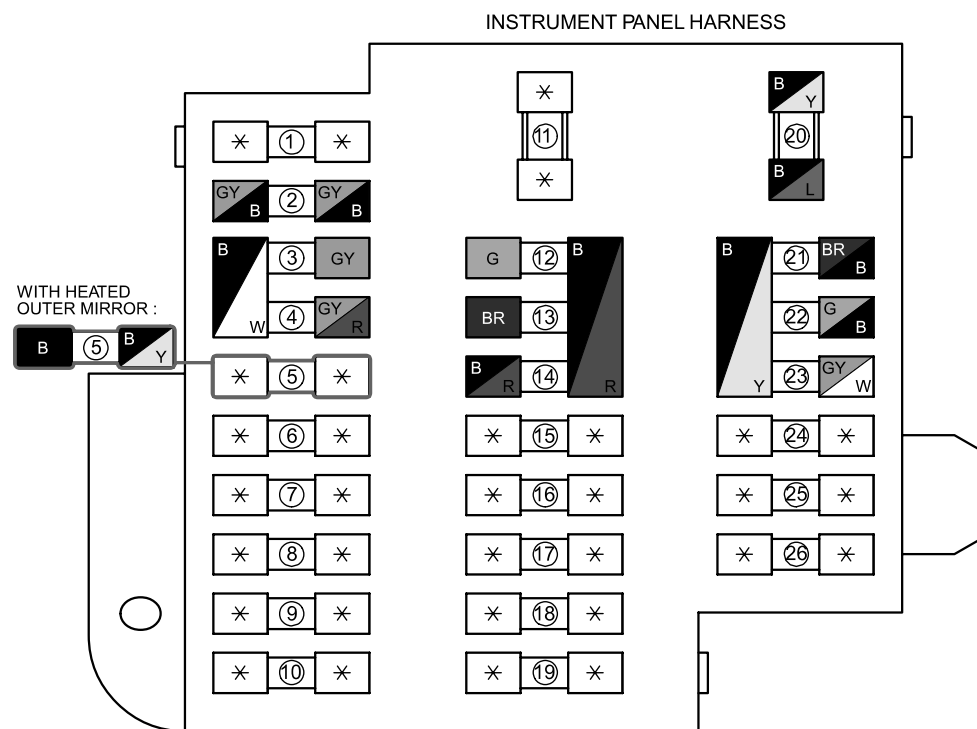 INSTRUMENT PANEL HARNESS
* 11 *
B Y 20 B L
* 1 *
GY B 2 GY B
B W 3 GY
4 GY R
WITH HEATED
OUTER MIRROR :
B 5 B Y
* 5 *
* 6 *
* 7 *
* 8 *
* 9 *
* 10 *
G 12 B R
BR 13
B R 14
* 15 *
* 16 *
* 17 *
* 18 *
* 19 *
B Y 21 BR B
22 G B
23 GY W
* 24 *
* 25 *
* 26 *